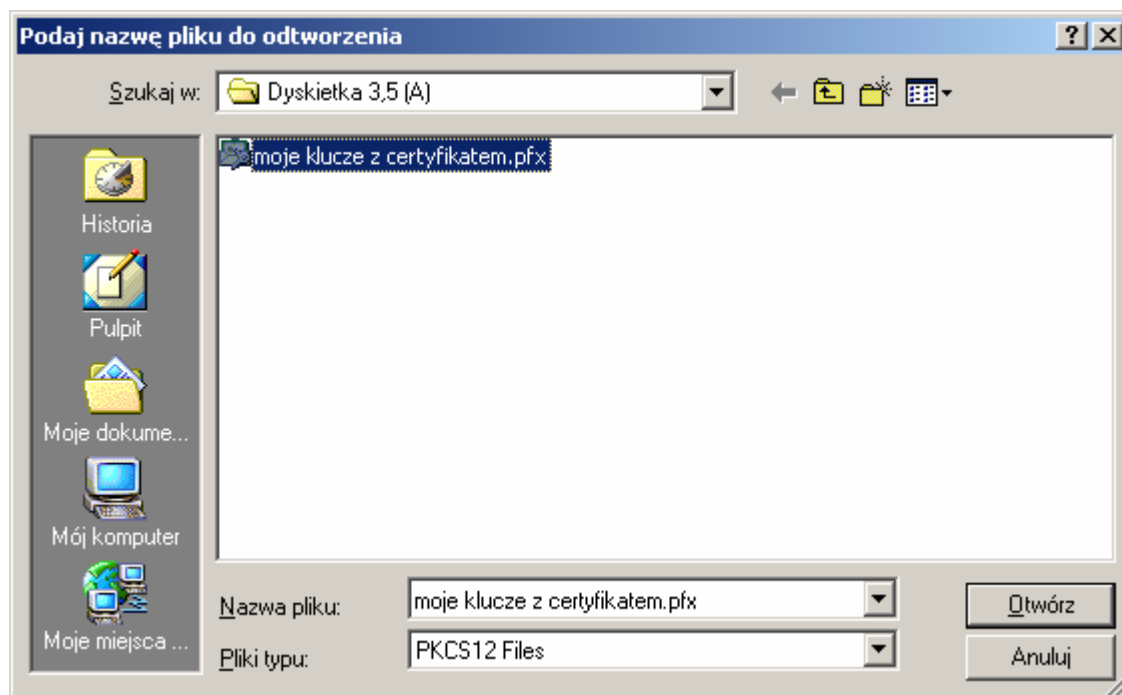 Podaj nazwę pliku do odtworzenia
Szukaj w: Dyskietka 3,5 (A)
moje klucze z certyfikatem.pfx
Historia
Pulpit
Moje dokume...
Mój komputer
Moje miejsca ...
Nazwa pliku: moje klucze z certyfikatem.pfx Otwórz
Pliki typu: PKCS12 Files Anuluj